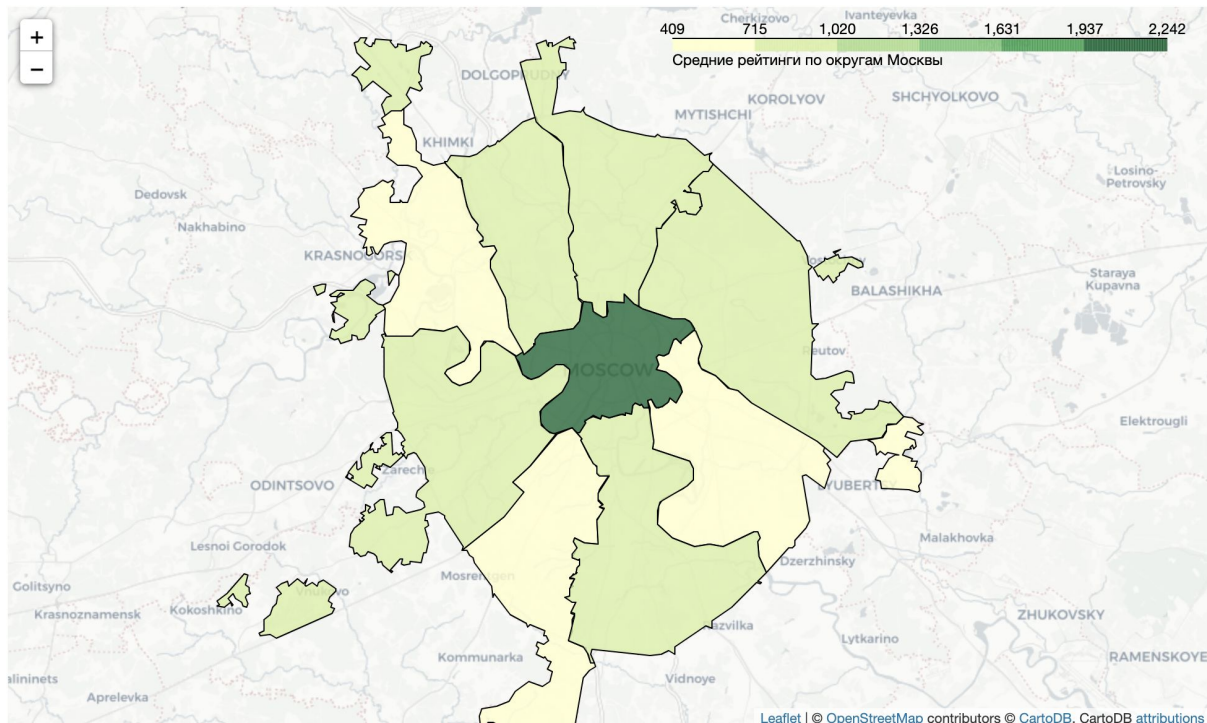 +
−
409 715 1,020 1,326 1,631 1,937 2,242
Средние рейтинги по округам Москвы
Cherkizovo
Ivanteyevka
DOLGOPRUDNY
KOROLYOV
SHCHYOLKOVO
MYTISHCHI
KHIMKI
Losino-
Petrovsky
Dedovsk
Nakhabino
KRASNOGORSK
Staraya
Kupavna
BALASHIKHA
Reutov
MOSCOW
Elektrougli
Zarech
ODINTSOVO
LYUBERTSY
Malakhovka
Lesnoi Gorodok
Dzerzhinsky
Golitsyno
Mosrentgen
Vnukovo
Krasnoznamensk
Kokoshkino
ZHUKOVSKY
azvilka
Lytkarino
Kommunarka
RAMENSKOYE
Vidnoye
alininets
Aprelevka
Leaflet | © OpenStreetMap contributors © CartoDB, CartoDB attributions